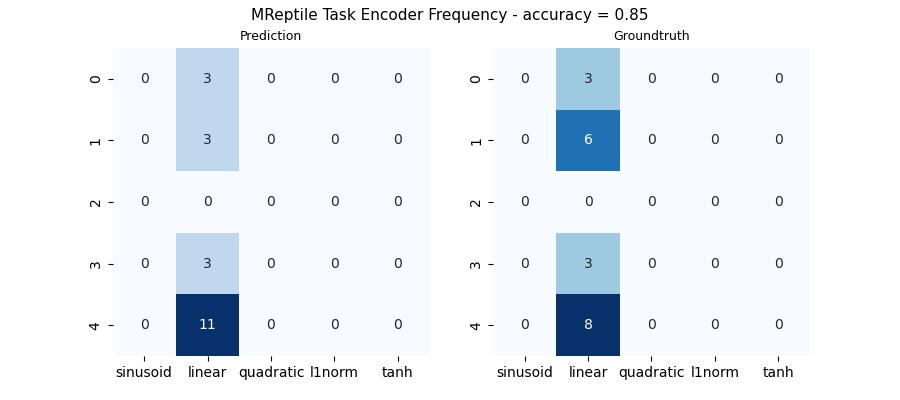 MReptile Task Encoder Frequency - accuracy = 0.85
Prediction Groundtruth
0 0 3 0 0 0 0 0 3 0 0 0
1 0 3 0 0 0 1 0 6 0 0 0
2 0 0 0 0 0 2 0 0 0 0 0
3 0 3 0 0 0 3 0 3 0 0 0
4 0 11 0 0 0 4 0 8 0 0 0
sinusoid linear quadratic l1norm tanh sinusoid linear quadratic l1norm tanh